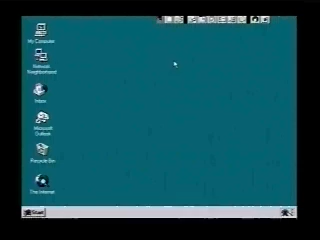 My Computer
Network
Neighborhood
Inbox
Microsoft
Outlook
Recycle Bin
The Internet
Start